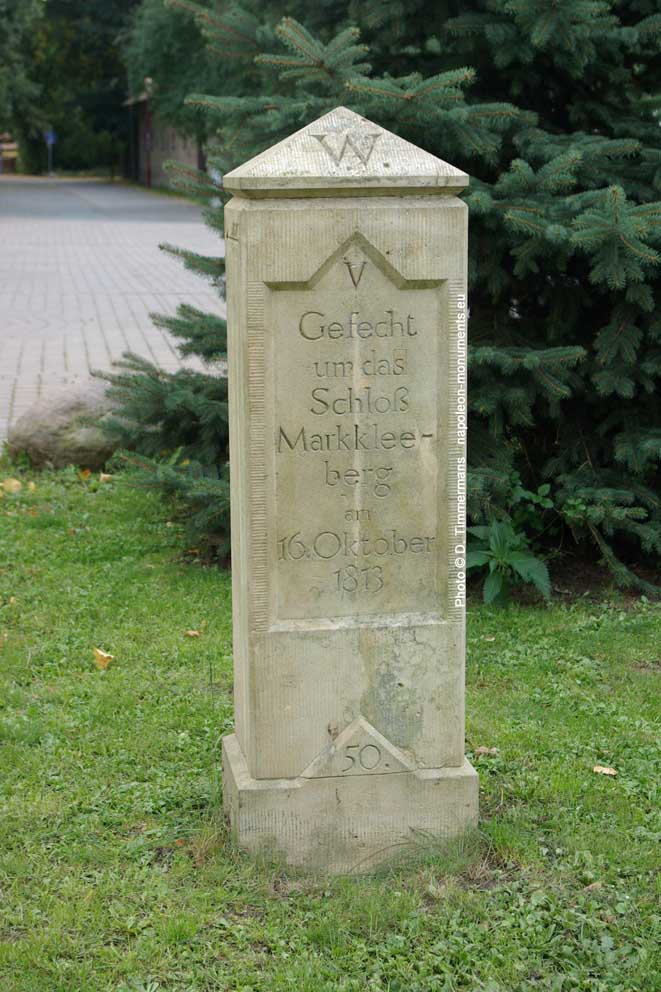 W
V
Gefecht
um das
Schloß
Markklee-
berg
am
16. Oktober
1813
50.
Photo © D. Timmermans napoleon-monuments.eu